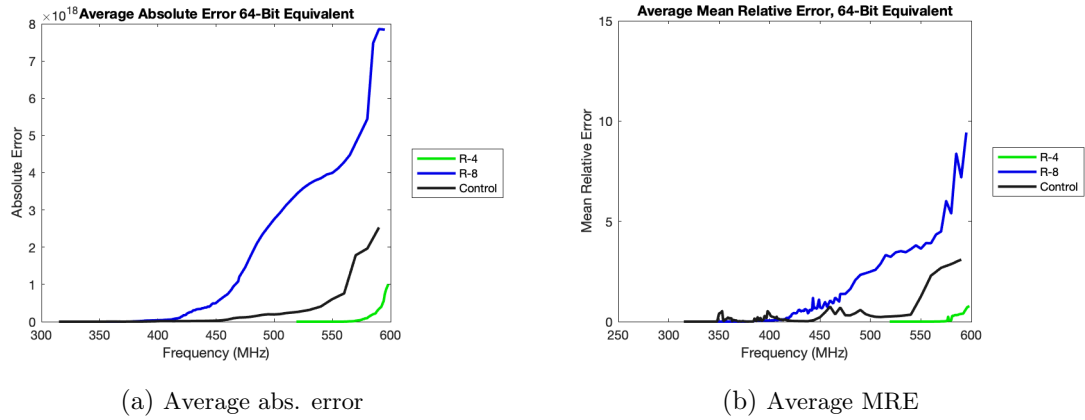 ×10^18 Average Absolute Error 64-Bit Equivalent
8
7
6
5
4
3
2
1
0
Absolute Error
300 350 400 450 500 550 600
Frequency (MHz)
R-4
R-8
Control
(a) Average abs. error
Average Mean Relative Error, 64-Bit Equivalent
15
10
5
0
Mean Relative Error
250 300 350 400 450 500 550 600
Frequency (MHz)
R-4
R-8
Control
(b) Average MRE